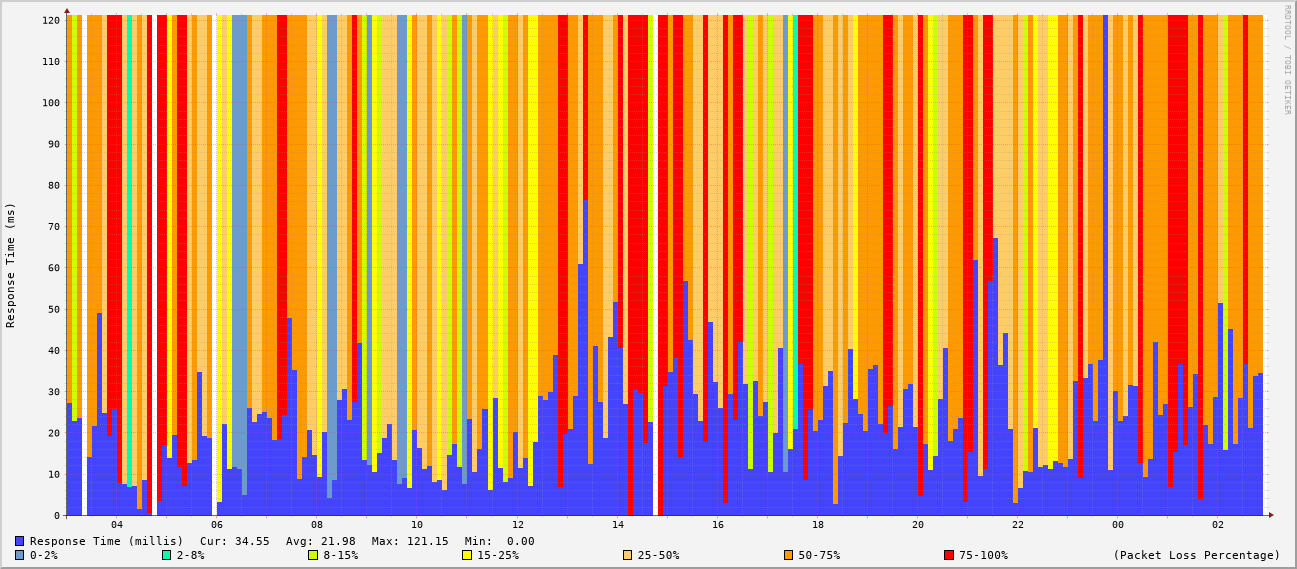 RRDTOOL / TOBI OETIKER
Response Time (ms)
120
110
100
90
80
70
60
50
40
30
20
10
0
04 06 08 10 12 14 16 18 20 22 00 02
Response Time (millis) Cur: 34.55 Avg: 21.98 Max: 121.15 Min: 0.00
0-2% 2-8% 8-15% 15-25% 25-50% 50-75% 75-100% (Packet Loss Percentage)